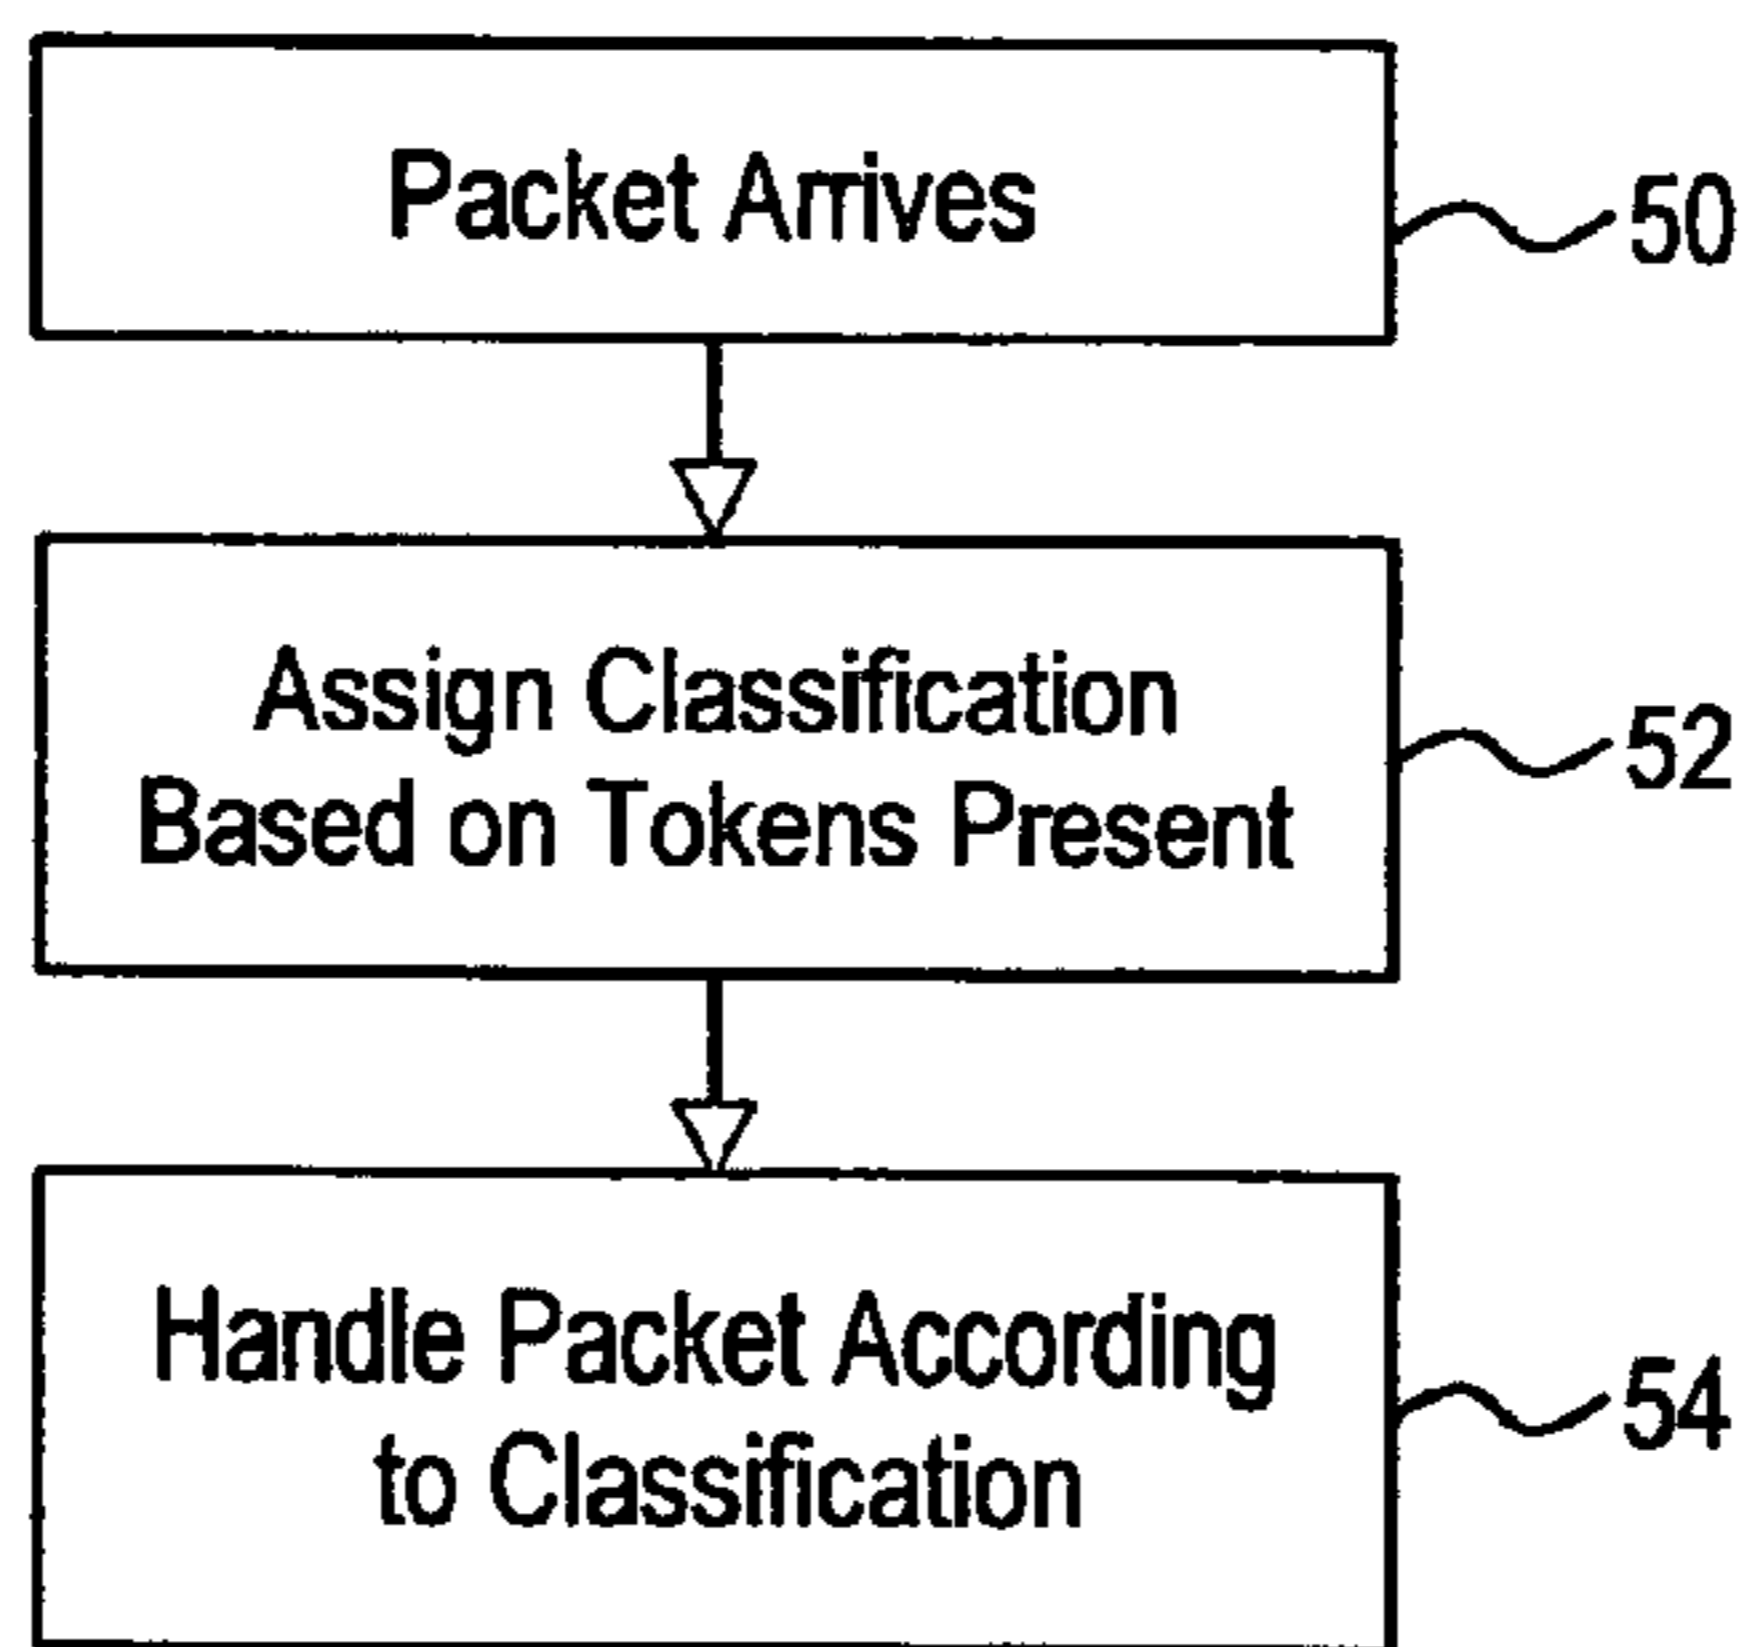 Packet Arrives
50
Assign Classification
Based on Tokens Present
52
Handle Packet According
to Classification
54